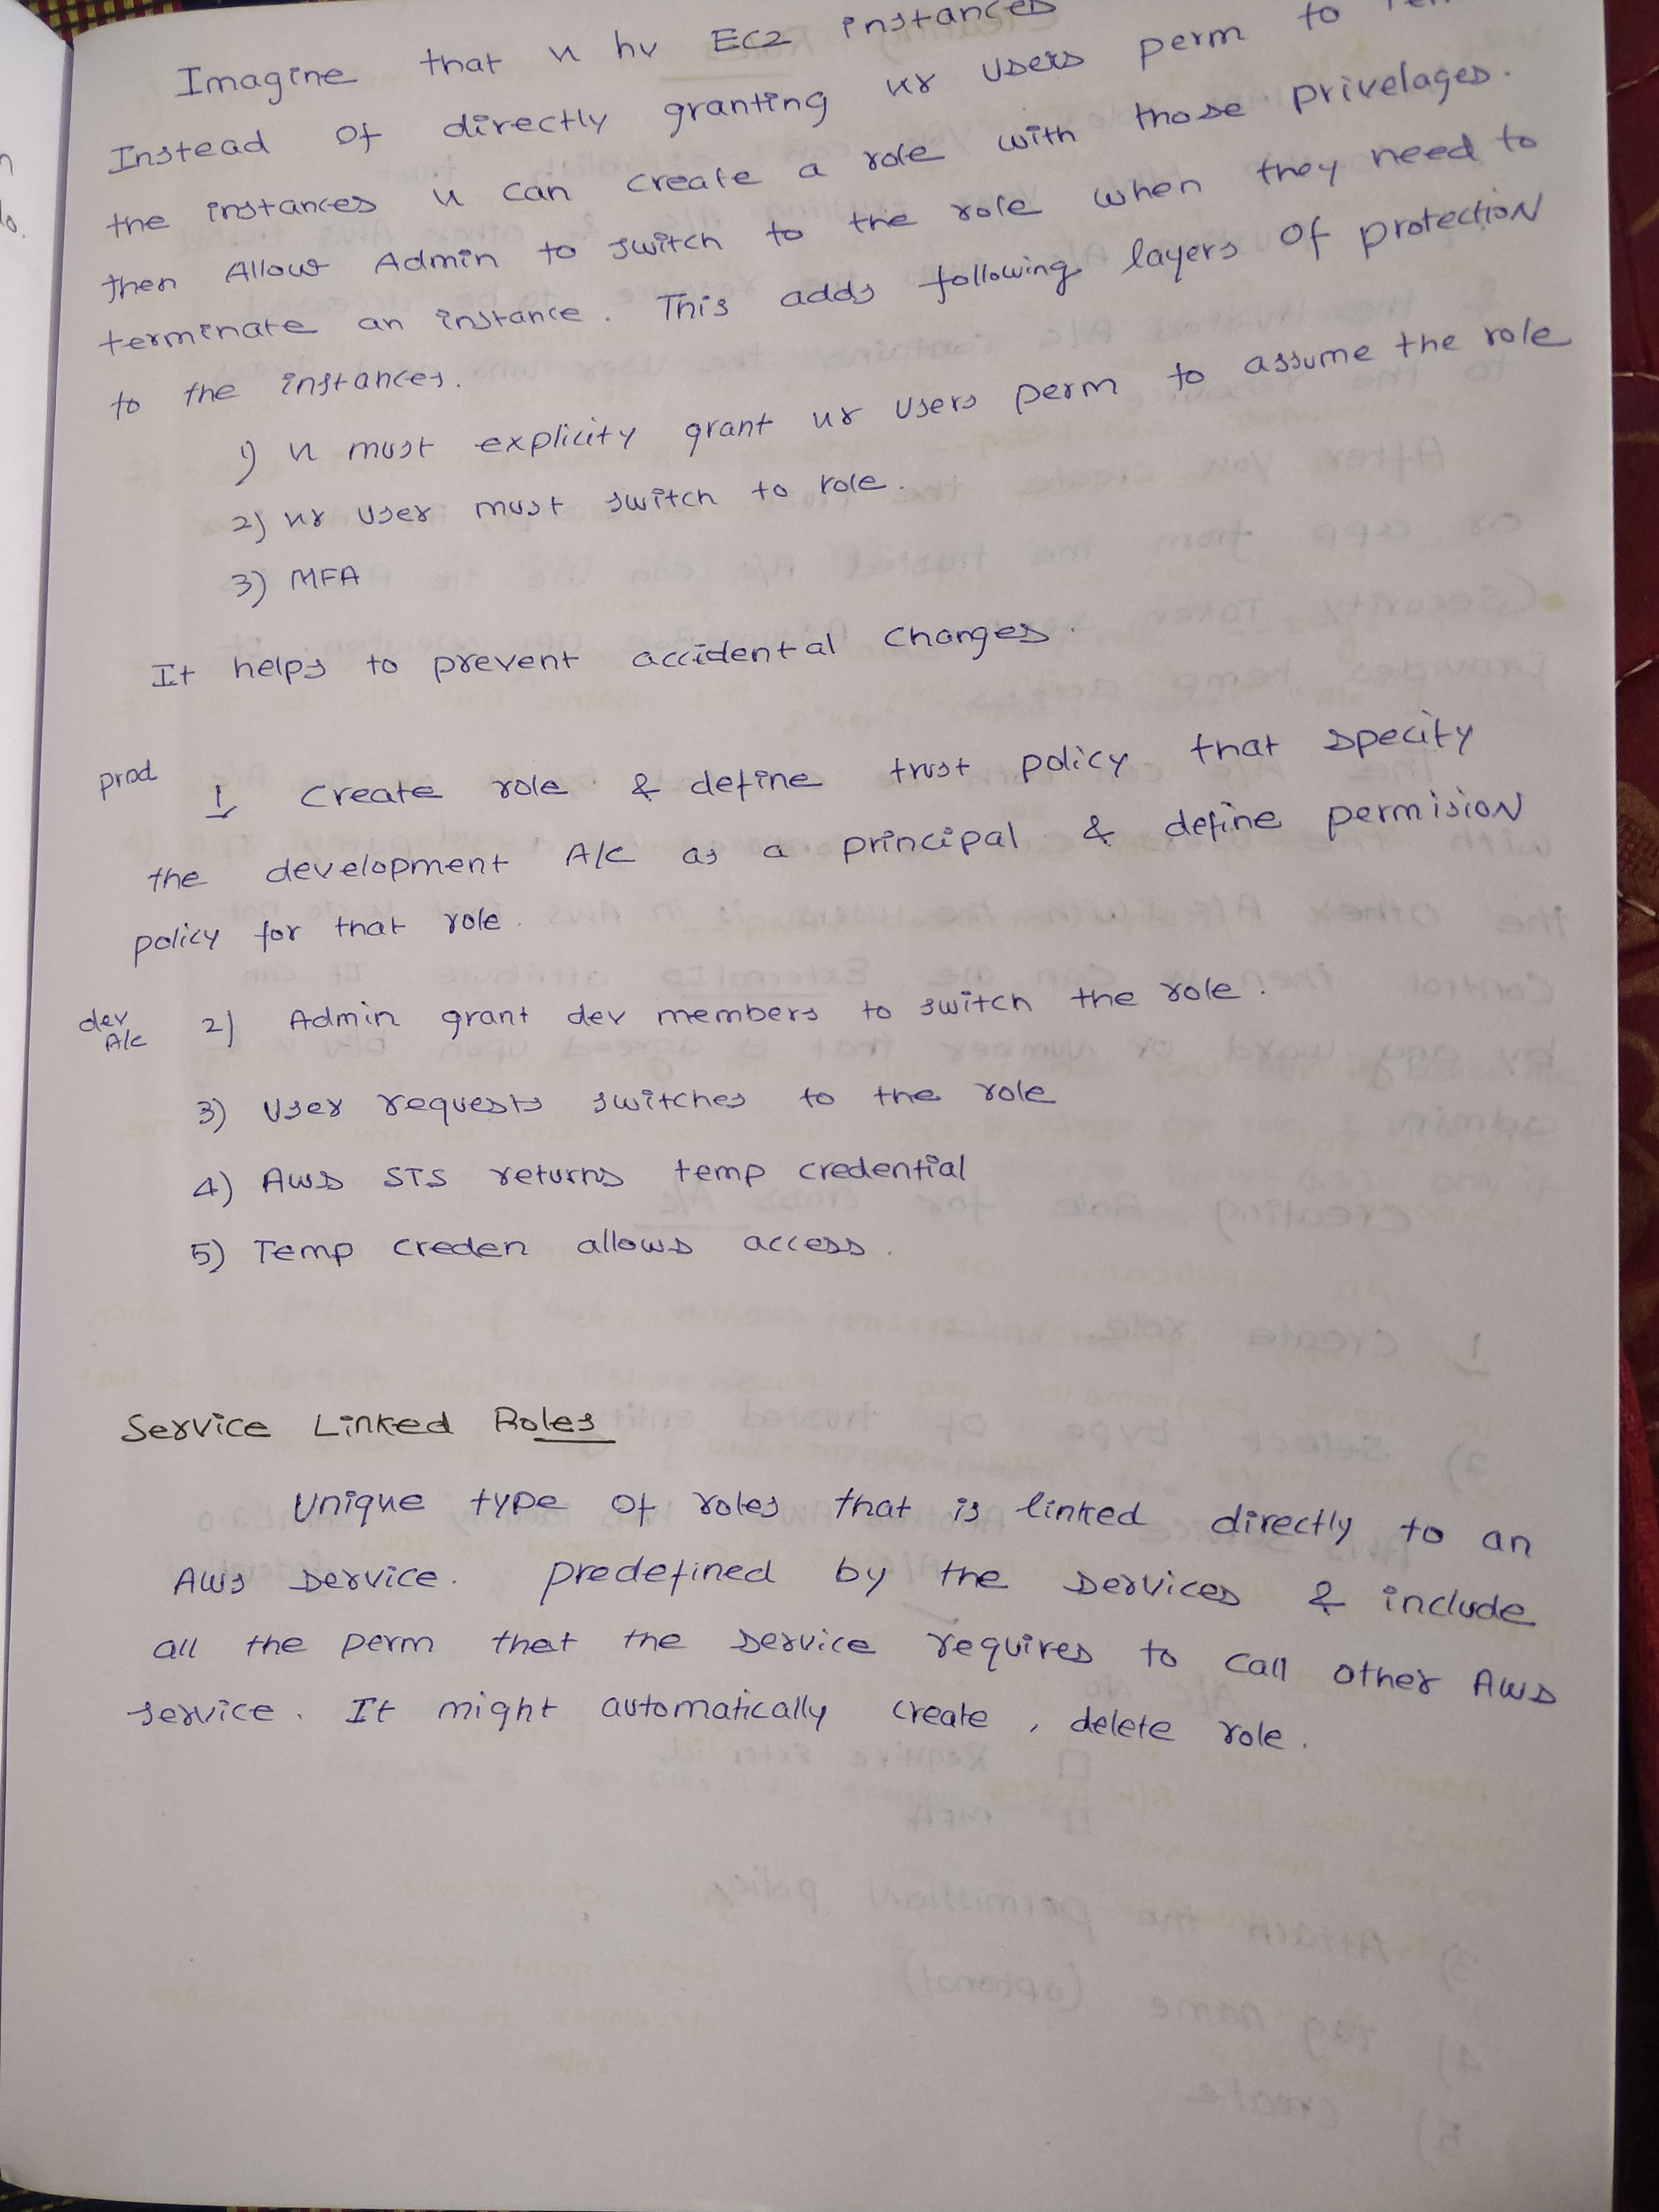 Imagine that u hv EC2 instances
Instead of directly granting ur users perm to
the instances u can create a role with those privelages.
then Allow Admin to switch to the role when they need to
terminate an instance. This adds following layers of protection
to the instances.
1) u must explicity grant ur users perm to assume the role
2) ur user must switch to role.
3) MFA
It helps to prevent accidental changes.
prod 1 Create role & define trust policy that specity
the development A/C as a principal & define permision
policy for that role.
dev A/c 2) Admin grant dev members to switch the role.
3) User requests switches to the role
4) AWS STS returns temp credential
5) Temp creden allows access.
Service Linked Roles
Unique type of roles that is linked directly to an
AWS service. predefined by the services & include
all the perm that the service requires to call other AWS
service. It might automatically create, delete role.